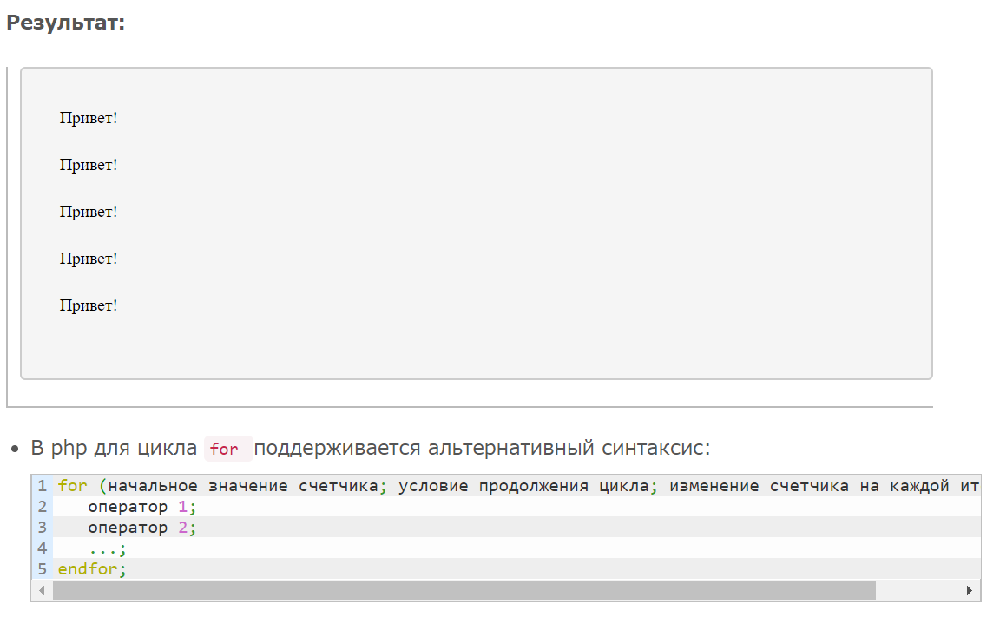 Результат:
Привет!
Привет!
Привет!
Привет!
Привет!
В php для цикла for поддерживается альтернативный синтаксис:
1 for (начальное значение счетчика; условие продолжения цикла; изменение счетчика на каждой ит
2 оператор 1;
3 оператор 2;
4 ...;
5 endfor;